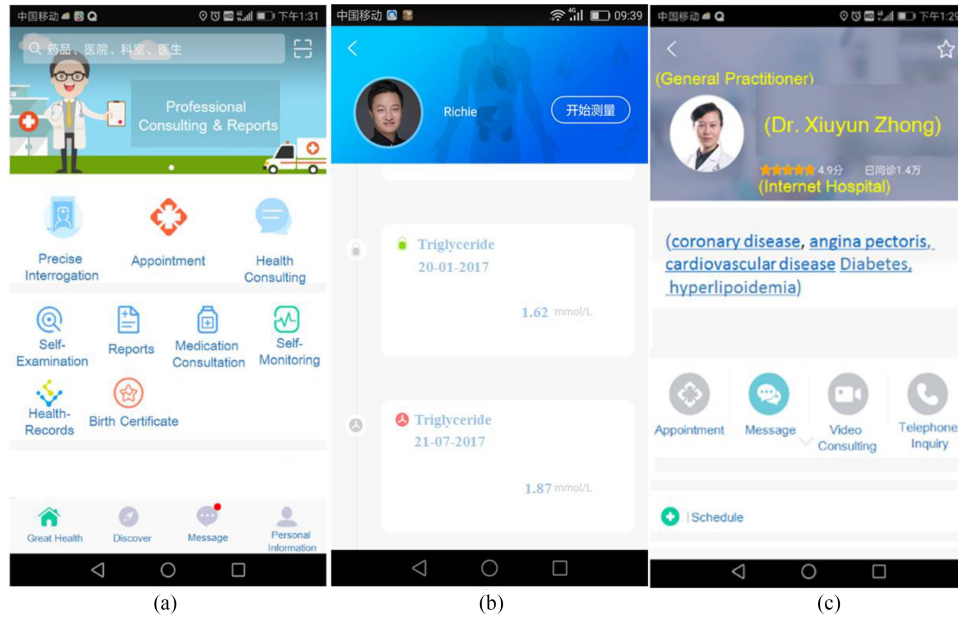 中国移动
下午1:31
药品、医院、科室、医生
Professional
Consulting & Reports
Precise
Interrogation
Appointment
Health
Consulting
Self-
Examination
Reports
Medication
Consultation
Self-
Monitoring
Health-
Records
Birth Certificate
Great Health
Discover
Message
Personal
Information
(a)
中国移动
4G
09:39
Richie
开始测量
Triglyceride
20-01-2017
1.62 mmol/L
Triglyceride
21-07-2017
1.87 mmol/L
(b)
中国移动
下午1:29
(General Practitioner)
(Dr. Xiuyun Zhong)
4.9分 已问诊1.4万
(Internet Hospital)
(coronary disease, angina pectoris,
cardiovascular disease Diabetes,
hyperlipoidemia)
Appointment
Message
Video
Consulting
Telephone
Inquiry
Schedule
(c)